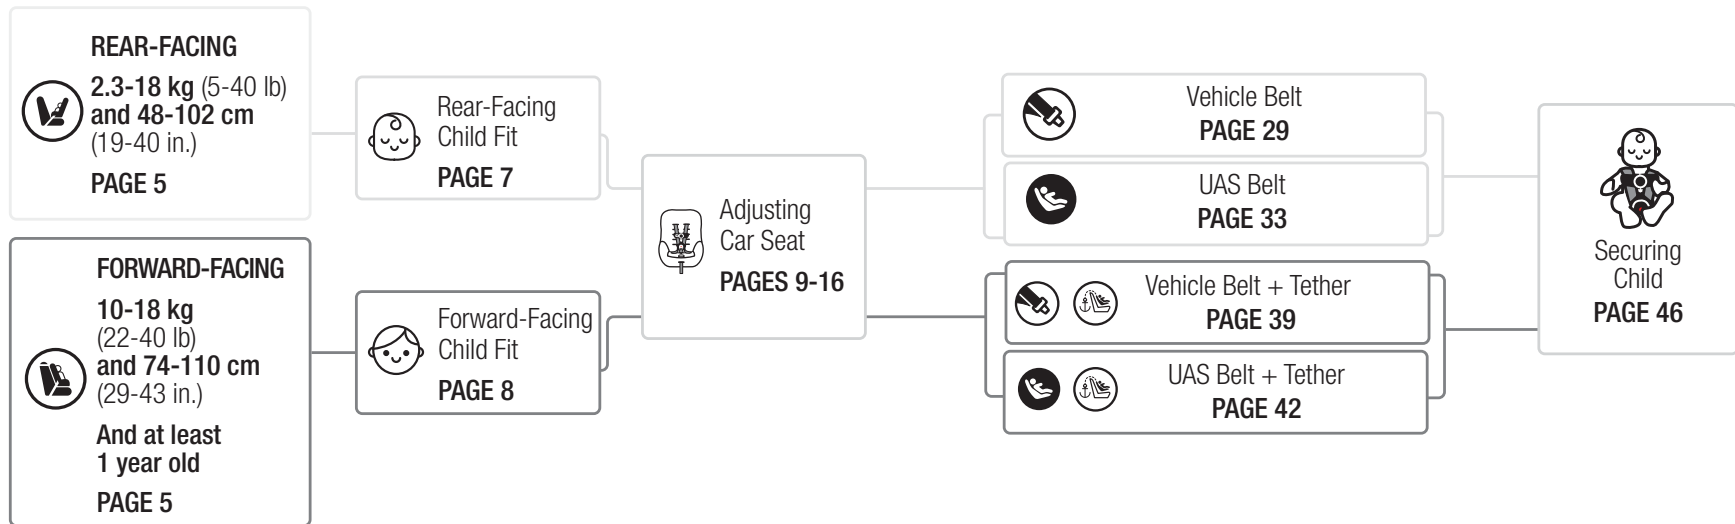 REAR-FACING
2.3-18 kg (5-40 lb)
and 48-102 cm
(19-40 in.)
PAGE 5
FORWARD-FACING
10-18 kg
(22-40 lb)
and 74-110 cm
(29-43 in.)
And at least
1 year old
PAGE 5
Rear-Facing
Child Fit
PAGE 7
Forward-Facing
Child Fit
PAGE 8
Adjusting
Car Seat
PAGES 9-16
Vehicle Belt
PAGE 29
UAS Belt
PAGE 33
Vehicle Belt + Tether
PAGE 39
UAS Belt + Tether
PAGE 42
Securing
Child
PAGE 46